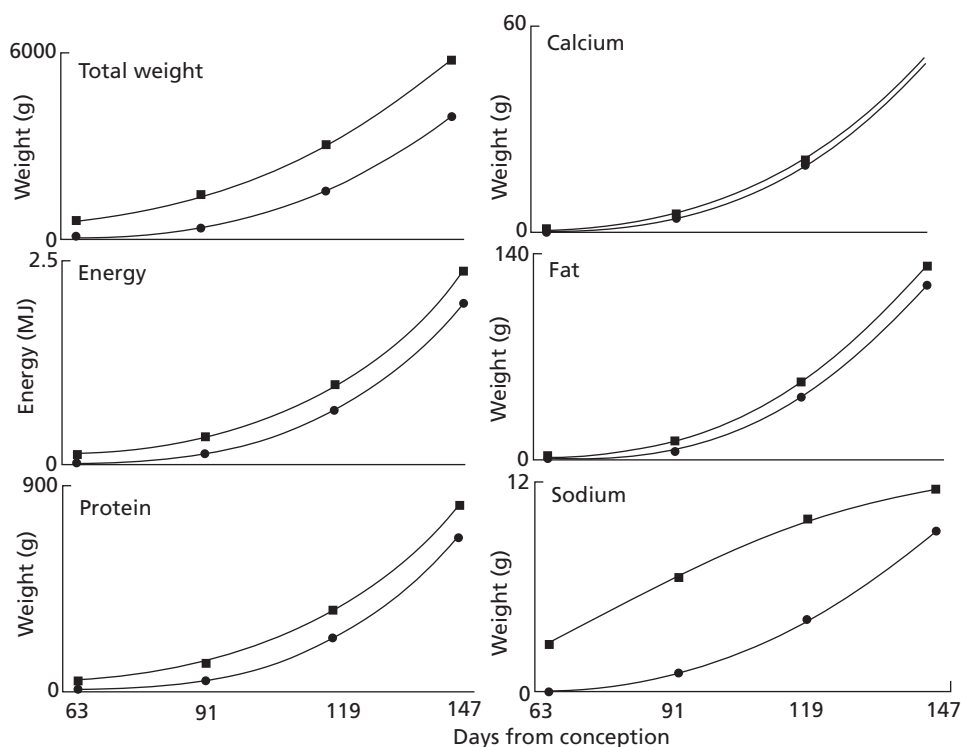 6000
Total weight
Weight (g)
0
60
Calcium
Weight (g)
0
2.5
Energy
Energy (MJ)
0
140
Fat
Weight (g)
0
900
Protein
Weight (g)
0
63
91
119
147
12
Sodium
Weight (g)
0
63
91
119
147
Days from conception